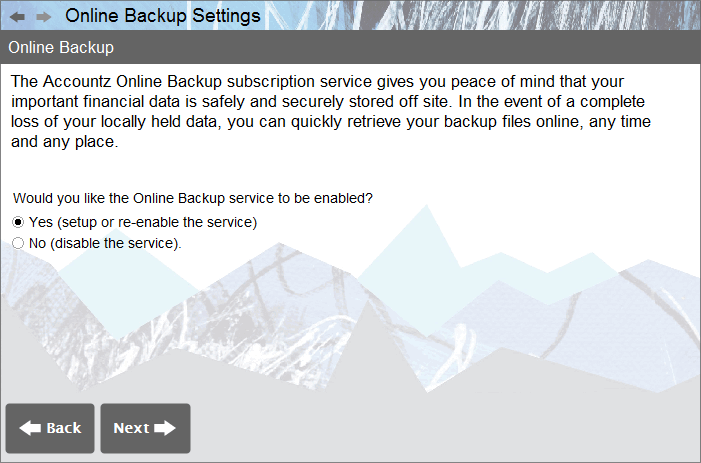 Online Backup Settings
Online Backup
The Accountz Online Backup subscription service gives you peace of mind that your
important financial data is safely and securely stored off site. In the event of a complete
loss of your locally held data, you can quickly retrieve your backup files online, any time
and any place.
Would you like the Online Backup service to be enabled?
Yes (setup or re-enable the service)
No (disable the service).
Back Next